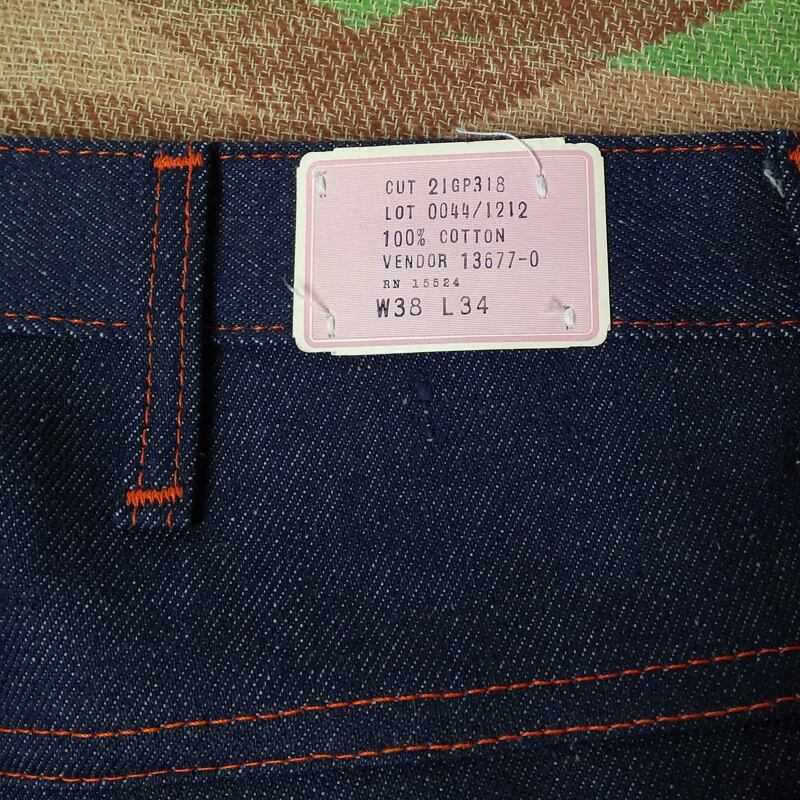 CUT 21GP318
LOT 0044/1212
100% COTTON
VENDOR 13677-0
RN 15524
W38 L34